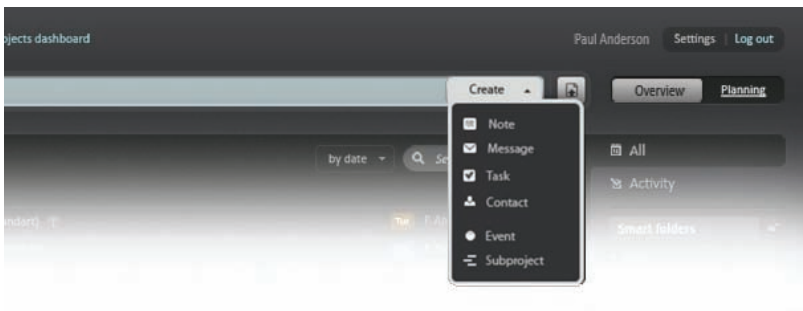 ojects dashboard
Paul Anderson Settings Log out
Create
Overview Planning
Note
Message
Task
Contact
Event
Subproject
by date
All
Activity
Smart folders
Tue